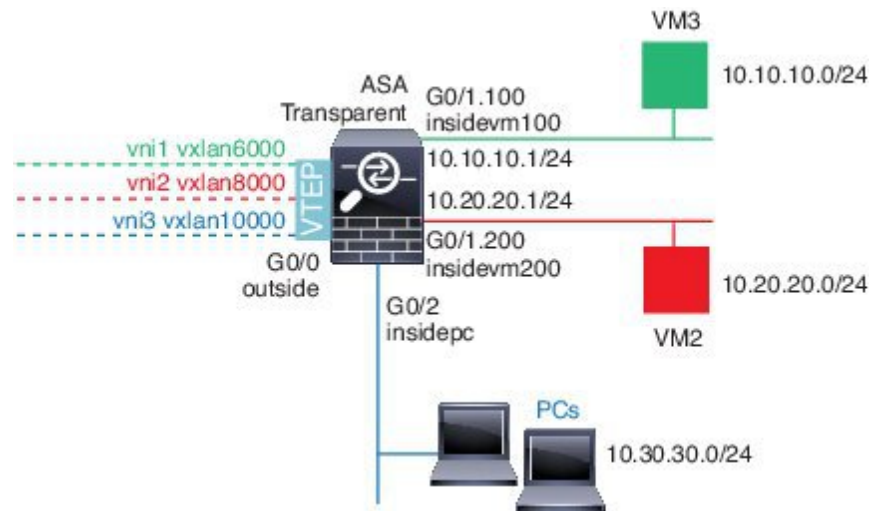 VM3
10.10.10.0/24
ASA
Transparent
G0/1.100
insidevm100
vni1 vxlan6000
vni2 vxlan8000
vni3 vxlan10000
VTEP
10.10.10.1/24
10.20.20.1/24
G0/0
outside
G0/1.200
insidevm200
10.20.20.0/24
VM2
G0/2
insidepc
PCs
10.30.30.0/24